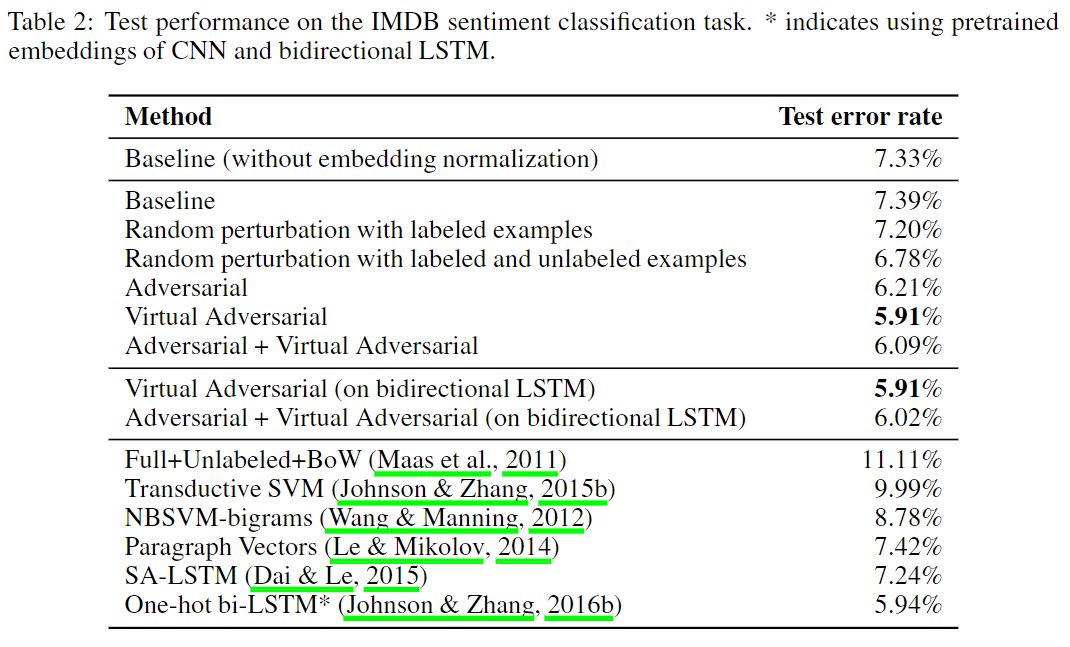 Table 2: Test performance on the IMDB sentiment classification task. * indicates using pretrained
embeddings of CNN and bidirectional LSTM.
Method Test error rate
Baseline (without embedding normalization) 7.33%
Baseline 7.39%
Random perturbation with labeled examples 7.20%
Random perturbation with labeled and unlabeled examples 6.78%
Adversarial 6.21%
Virtual Adversarial 5.91%
Adversarial + Virtual Adversarial 6.09%
Virtual Adversarial (on bidirectional LSTM) 5.91%
Adversarial + Virtual Adversarial (on bidirectional LSTM) 6.02%
Full+Unlabeled+BoW (Maas et al., 2011) 11.11%
Transductive SVM (Johnson & Zhang, 2015b) 9.99%
NBSVM-bigrams (Wang & Manning, 2012) 8.78%
Paragraph Vectors (Le & Mikolov, 2014) 7.42%
SA-LSTM (Dai & Le, 2015) 7.24%
One-hot bi-LSTM* (Johnson & Zhang, 2016b) 5.94%